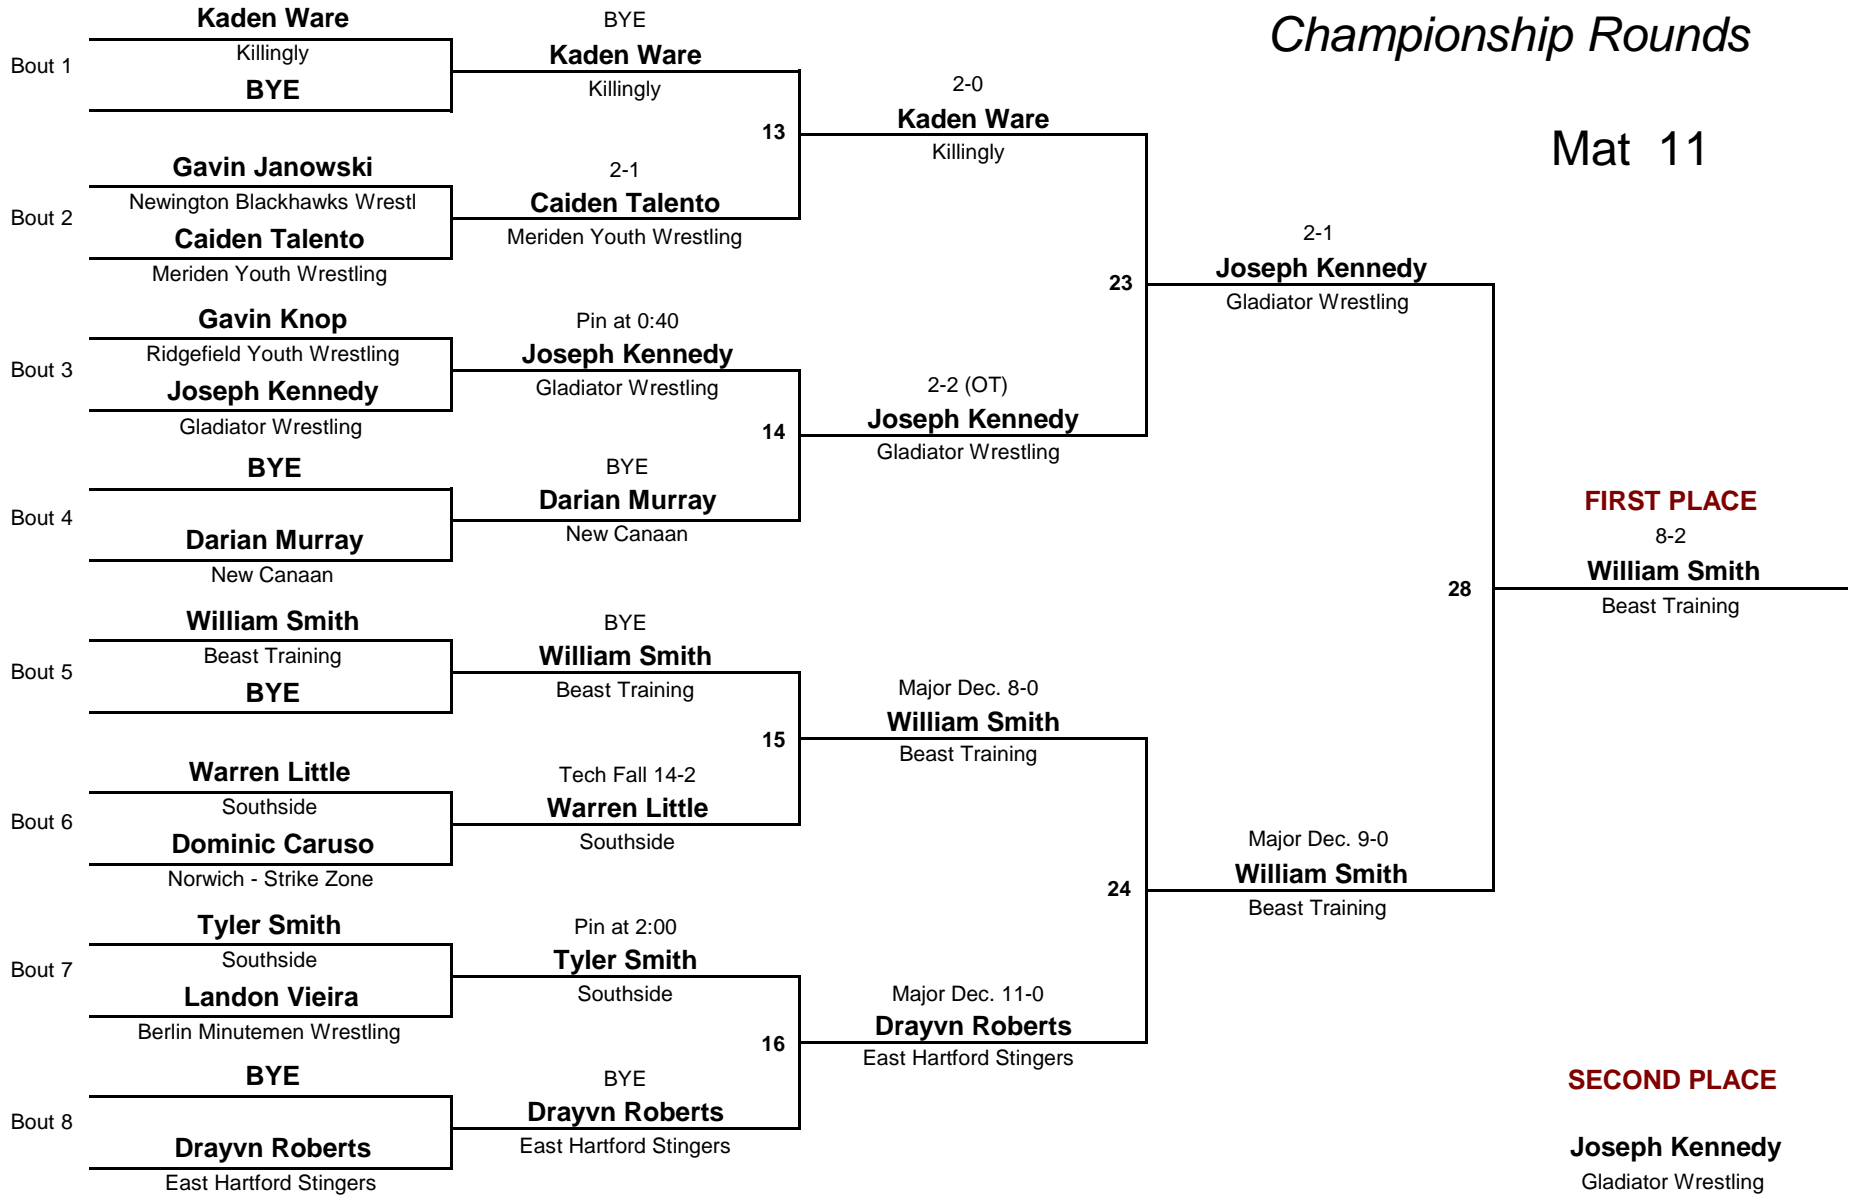 Championship Rounds
Mat 11
Kaden Ware
Killingly
Bout 1
BYE
Gavin Janowski
Newington Blackhawks Wrestl
Bout 2
Caiden Talento
Meriden Youth Wrestling
Gavin Knop
Ridgefield Youth Wrestling
Bout 3
Joseph Kennedy
Gladiator Wrestling
BYE
Bout 4
Darian Murray
New Canaan
William Smith
Beast Training
Bout 5
BYE
Warren Little
Southside
Bout 6
Dominic Caruso
Norwich - Strike Zone
Tyler Smith
Southside
Bout 7
Landon Vieira
Berlin Minutemen Wrestling
BYE
Bout 8
Drayvn Roberts
East Hartford Stingers
BYE
Kaden Ware
Killingly
13
2-1
Caiden Talento
Meriden Youth Wrestling
Pin at 0:40
Joseph Kennedy
Gladiator Wrestling
14
BYE
Darian Murray
New Canaan
BYE
William Smith
Beast Training
15
Tech Fall 14-2
Warren Little
Southside
Pin at 2:00
Tyler Smith
Southside
16
BYE
Drayvn Roberts
East Hartford Stingers
2-0
Kaden Ware
Killingly
23
2-2 (OT)
Joseph Kennedy
Gladiator Wrestling
Major Dec. 8-0
William Smith
Beast Training
24
Major Dec. 11-0
Drayvn Roberts
East Hartford Stingers
2-1
Joseph Kennedy
Gladiator Wrestling
28
Major Dec. 9-0
William Smith
Beast Training
FIRST PLACE
8-2
William Smith
Beast Training
SECOND PLACE
Joseph Kennedy
Gladiator Wrestling